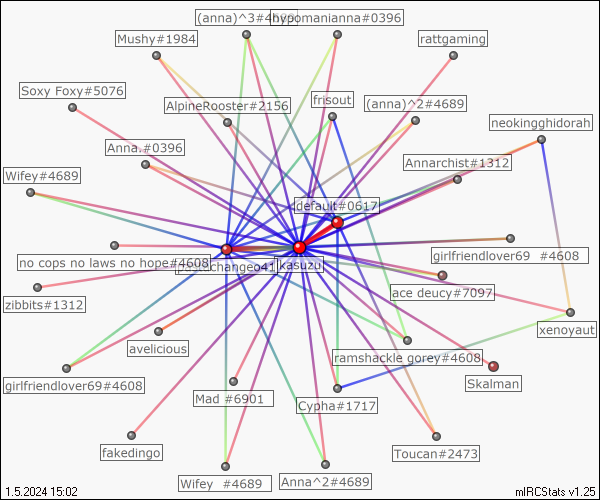 (anna)^3#4689
hypomanianna#0396
Mushy#1984
rattgaming
Soxy Foxy#5076
AlpineRooster#2156
frisout
(anna)^2#4689
neokingghidorah
Anna.#0396
Annarchist#1312
Wifey#4689
default#0617
no cops no laws no hope#4608
kasuzu
girlfriendlover69 #4608
zibbits#1312
ace deucy#7097
xenoyaut
avelicious
ramshackle gorey#4608
girlfriendlover69#4608
Skalman
Mad #6901
Cypha#1717
fakedingo
Toucan#2473
Wifey #4689
Anna^2#4689
1.5.2024 15:02
mIRCStats v1.25